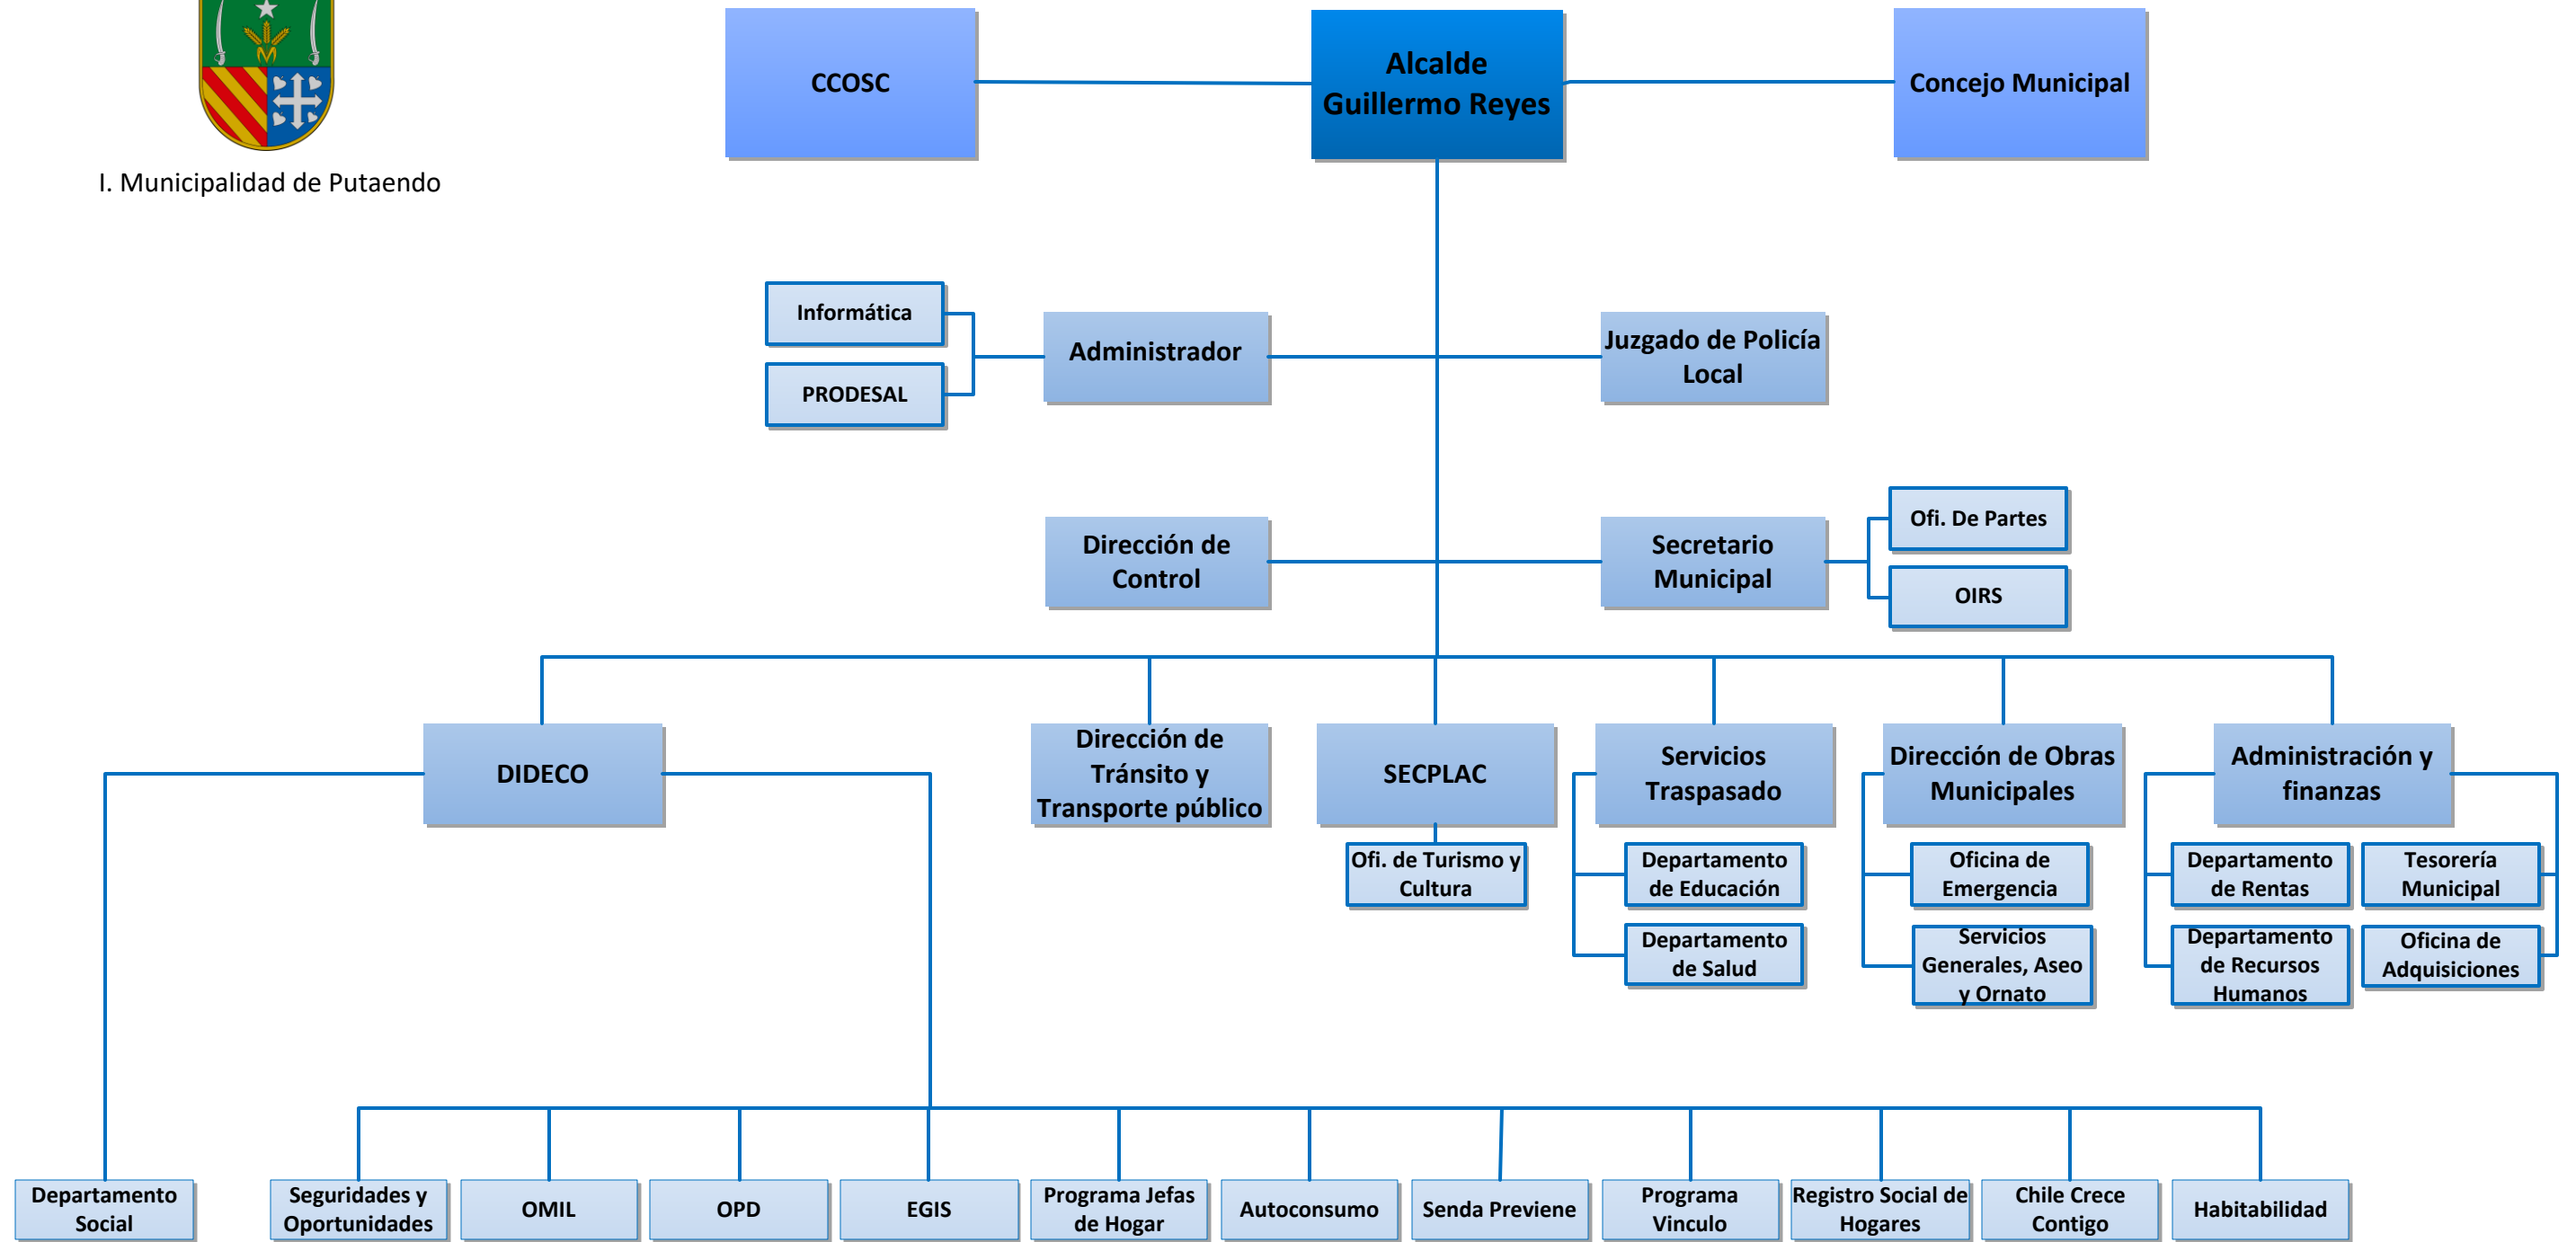 CCOSC
Alcalde
Guillermo Reyes
Concejo Municipal
I. Municipalidad de Putaendo
Informática
PRODESAL
Administrador
Juzgado de Policía
Local
Dirección de
Control
Secretario
Municipal
Ofi. De Partes
OIRS
DIDECO
Dirección de
Tránsito y
Transporte público
SECPLAC
Servicios
Traspasado
Dirección de Obras
Municipales
Administración y
finanzas
Ofi. de Turismo y
Cultura
Departamento
de Educación
Departamento
de Salud
Oficina de
Emergencia
Servicios
Generales, Aseo
y Ornato
Departamento
de Rentas
Departamento
de Recursos
Humanos
Tesorería
Municipal
Oficina de
Adquisiciones
Departamento
Social
Seguridades y
Oportunidades
OMIL
OPD
EGIS
Programa Jefas
de Hogar
Autoconsumo
Senda Previene
Programa
Vinculo
Registro Social de
Hogares
Chile Crece
Contigo
Habitabilidad